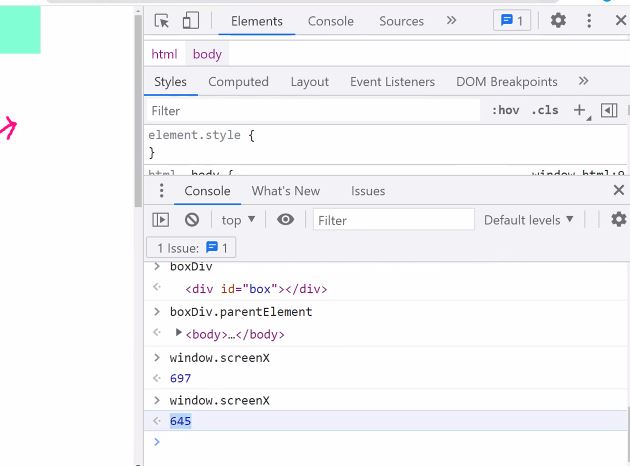 Elements Console Sources » 1
html body
Styles Computed Layout Event Listeners DOM Breakpoints »
Filter :hov .cls +
element.style {
}
html body { window.html:9
Console What's New Issues
top ▼ Filter Default levels ▼
1 Issue: 1
> boxDiv
<div id="box"></div>
> boxDiv.parentElement
▶<body>…</body>
> window.screenX
697
> window.screenX
645
>